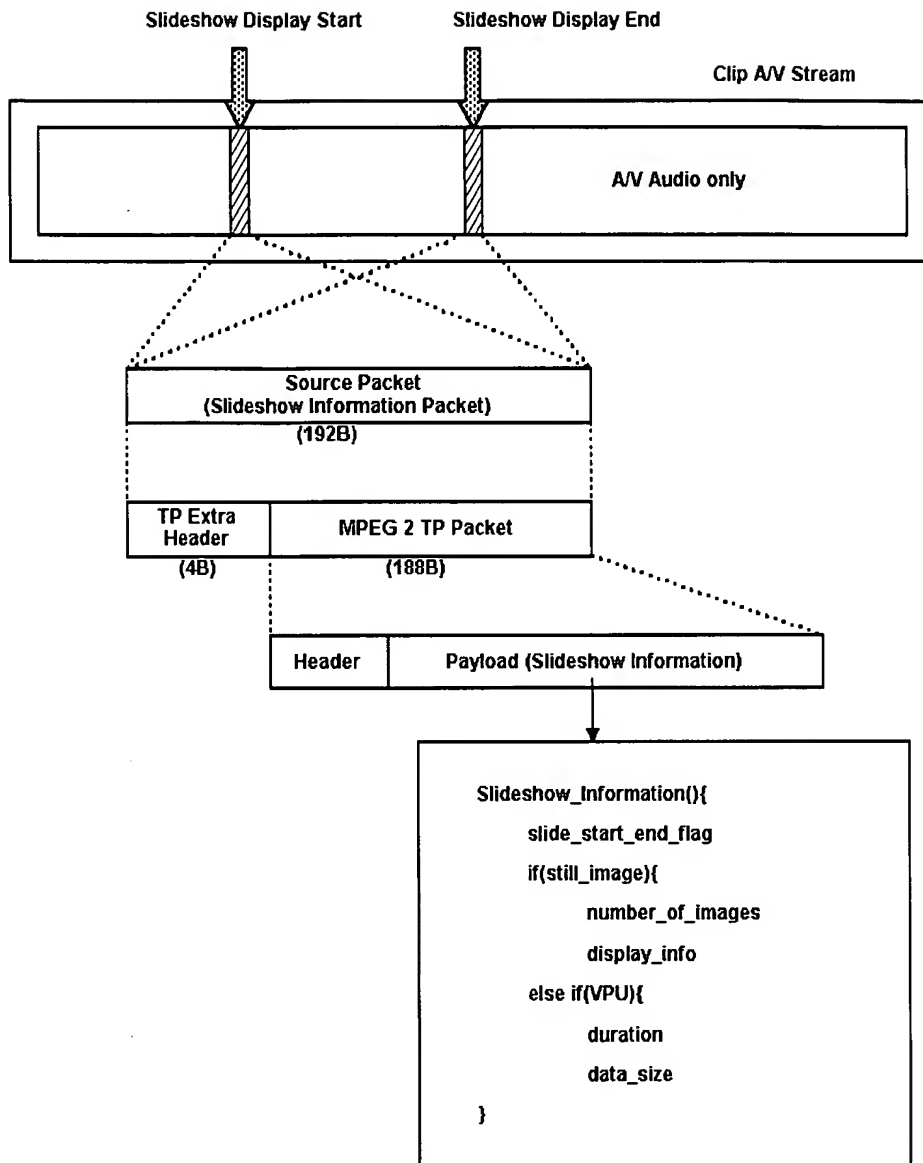 Slideshow Display Start
Slideshow Display End
Clip A/V Stream
A/V Audio only
Source Packet
(Slideshow Information Packet)
(192B)
TP Extra
Header
MPEG 2 TP Packet
(4B)
(188B)
Header
Payload (Slideshow Information)
Slideshow_Information(){
slide_start_end_flag
if(still_image){
number_of_images
display_info
else if(VPU){
duration
data_size
}